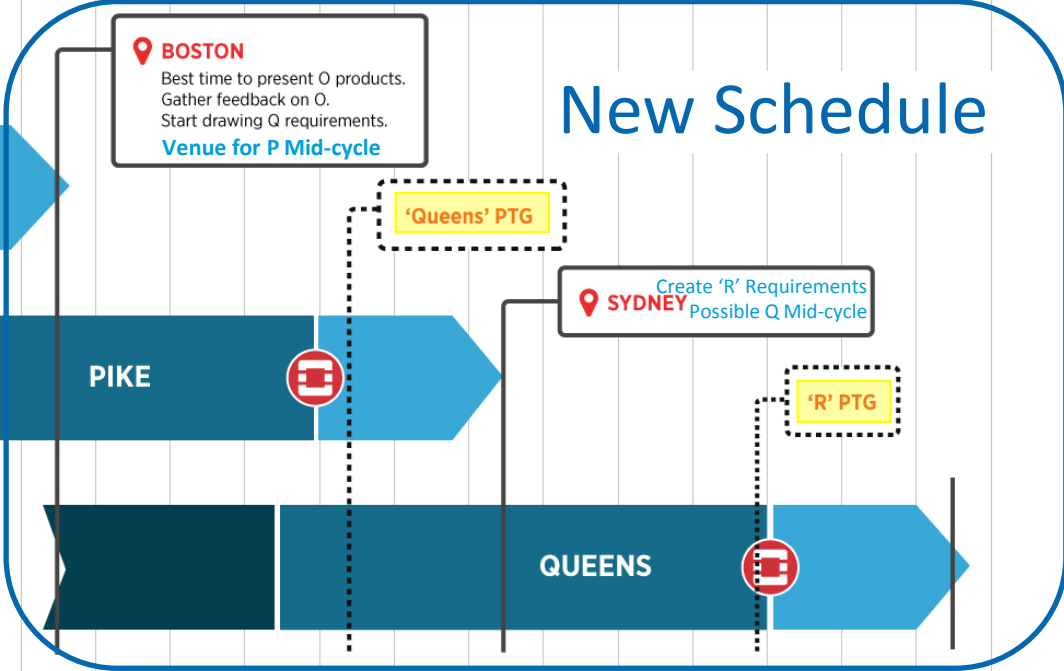 New Schedule
BOSTON
Best time to present O products.
Gather feedback on O.
Start drawing Q requirements.
Venue for P Mid-cycle
‘Queens’ PTG
Create ‘R’ Requirements
SYDNEY
Possible Q Mid-cycle
PIKE
‘R’ PTG
QUEENS